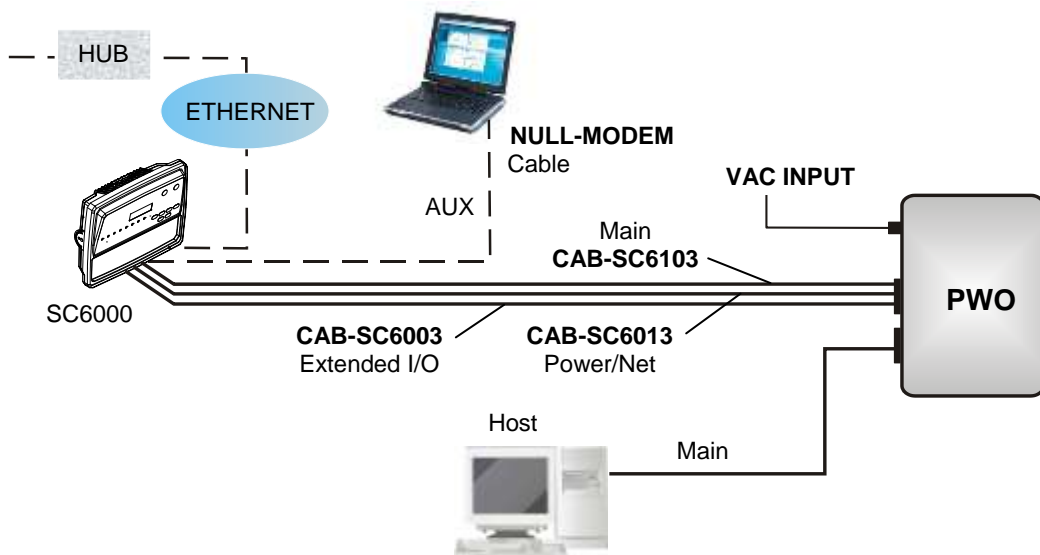 HUB
ETHERNET
NULL-MODEM
Cable
VAC INPUT
AUX
Main
CAB-SC6103
PWO
SC6000
CAB-SC6003
Extended I/O
CAB-SC6013
Power/Net
Host
Main